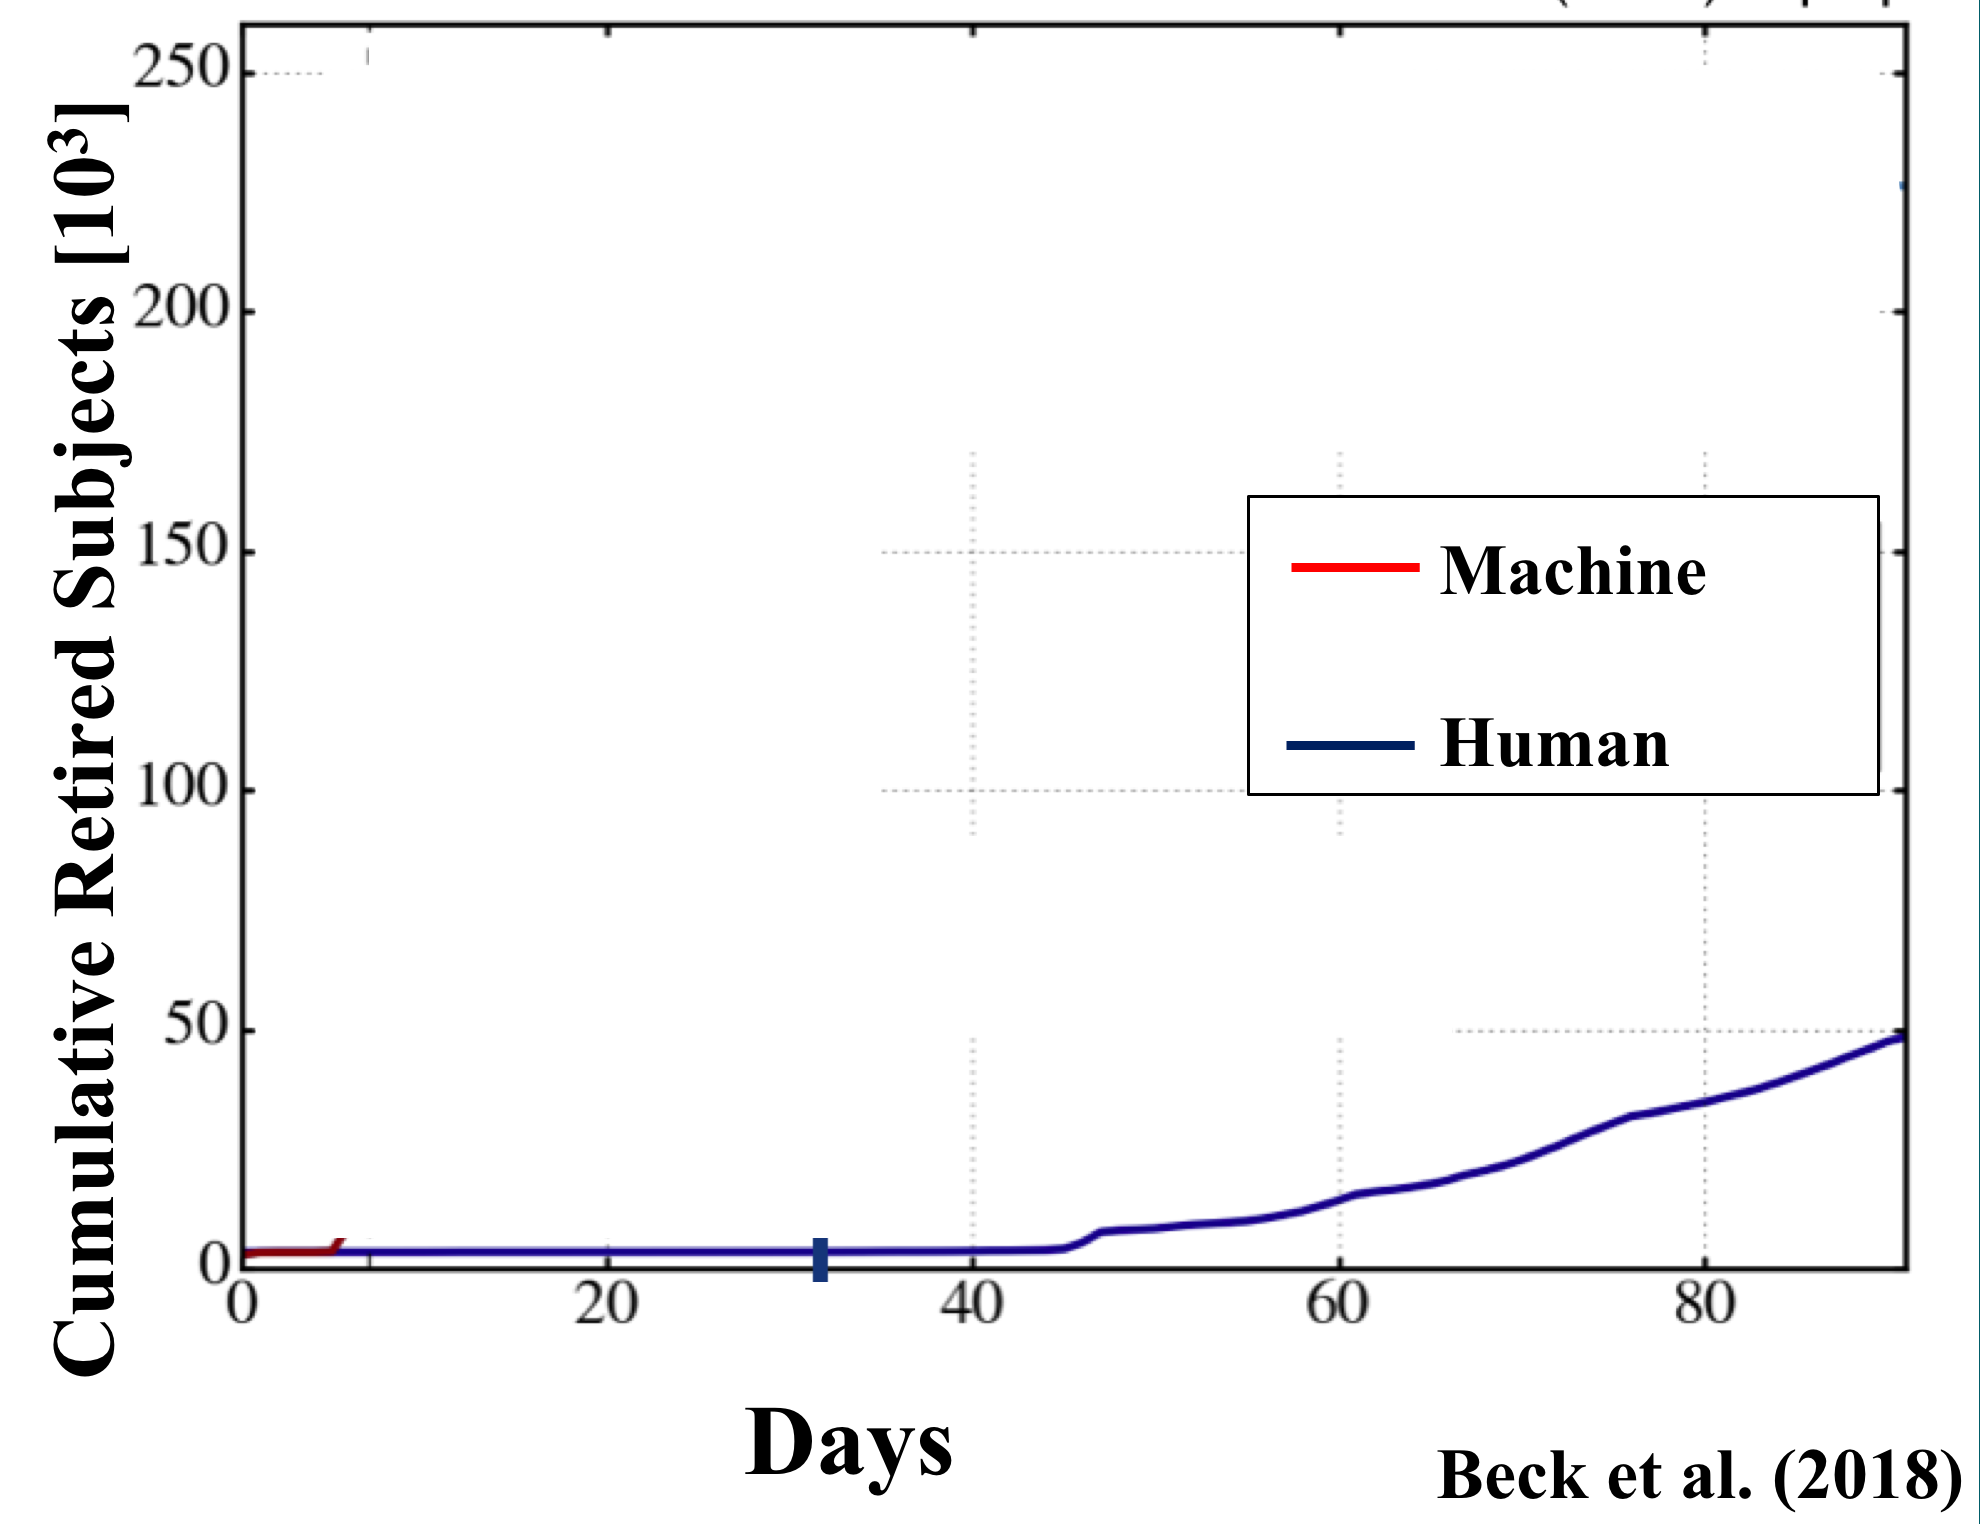 250
200
150
100
50
0
0 20 40 60 80
Cumulative Retired
Subjects [10³]
Machine
Human
Days
Beck et al. (2018)